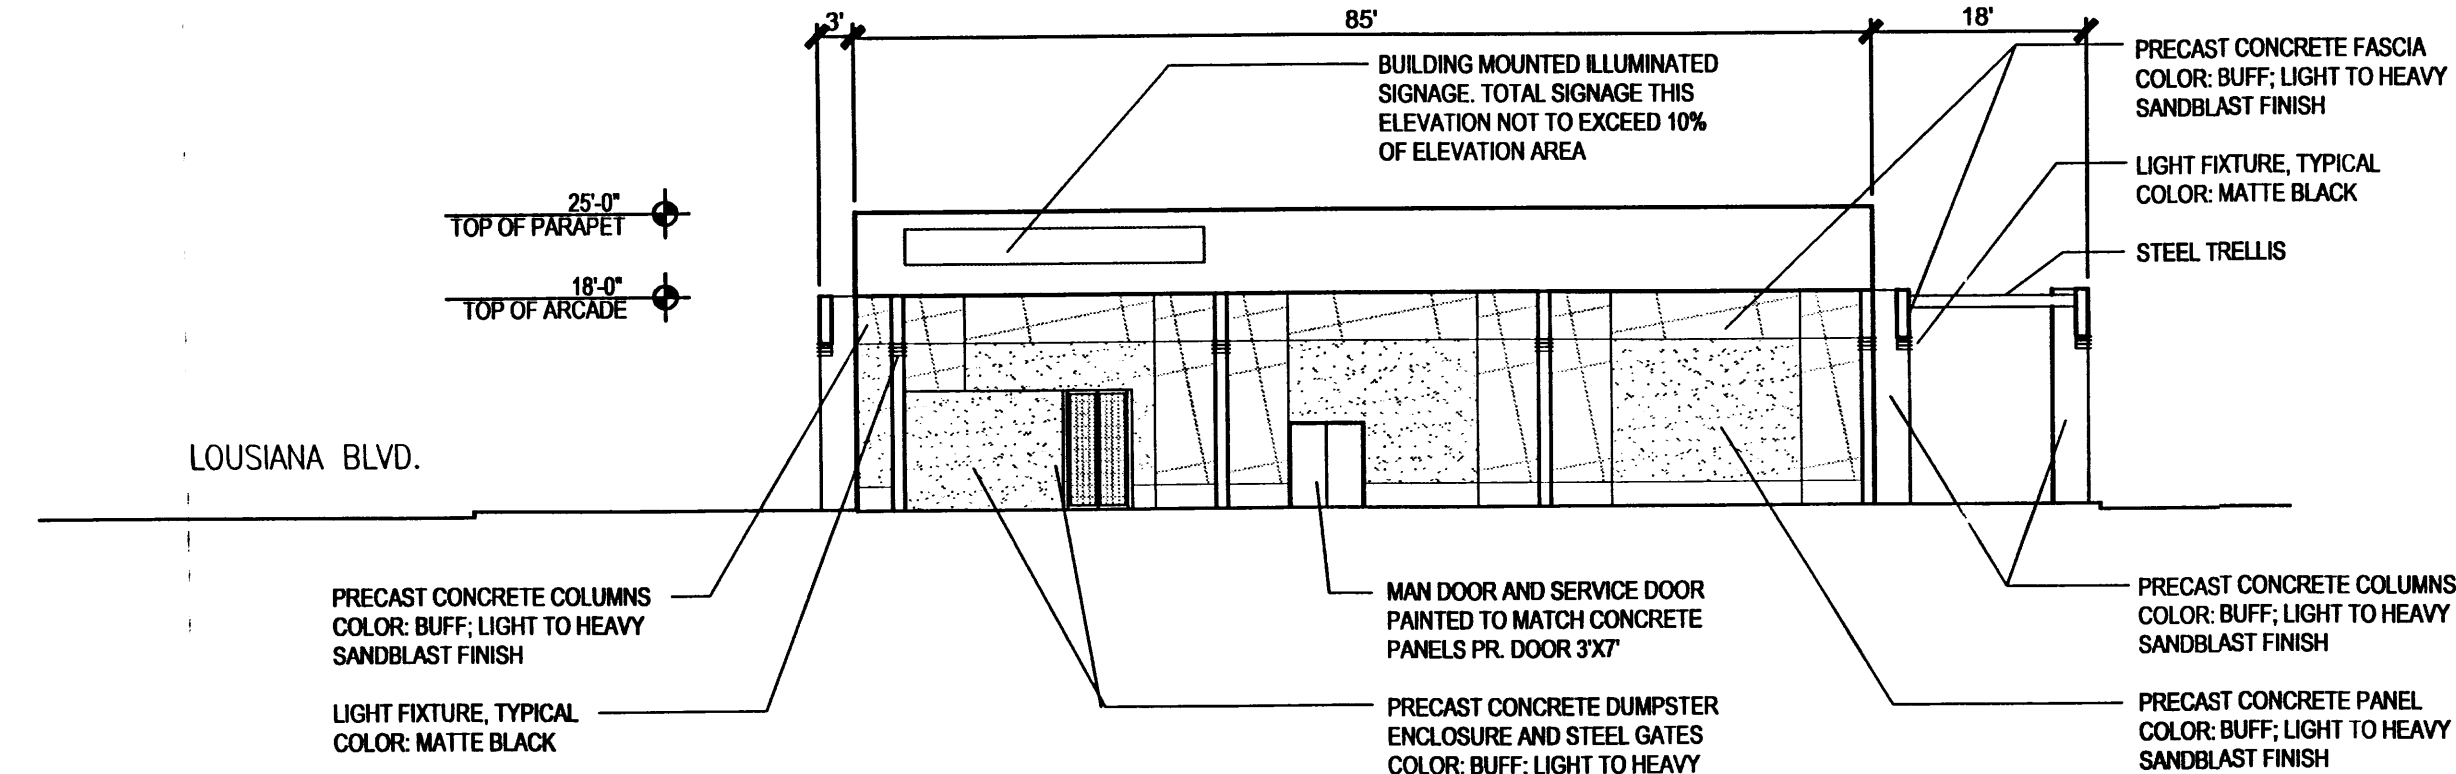 3'
85'
18'
BUILDING MOUNTED ILLUMINATED
SIGNAGE. TOTAL SIGNAGE THIS
ELEVATION NOT TO EXCEED 10%
OF ELEVATION AREA
PRECAST CONCRETE FASCIA
COLOR: BUFF; LIGHT TO HEAVY
SANDBLAST FINISH
LIGHT FIXTURE, TYPICAL
COLOR: MATTE BLACK
STEEL TRELLIS
25'-0"
TOP OF PARAPET
18'-0"
TOP OF ARCADE
LOUSIANA BLVD.
PRECAST CONCRETE COLUMNS
COLOR: BUFF; LIGHT TO HEAVY
SANDBLAST FINISH
LIGHT FIXTURE, TYPICAL
COLOR: MATTE BLACK
MAN DOOR AND SERVICE DOOR
PAINTED TO MATCH CONCRETE
PANELS PR. DOOR 3'X7'
PRECAST CONCRETE DUMPSTER
ENCLOSURE AND STEEL GATES
COLOR: BUFF; LIGHT TO HEAVY
PRECAST CONCRETE COLUMNS
COLOR: BUFF; LIGHT TO HEAVY
SANDBLAST FINISH
PRECAST CONCRETE PANEL
COLOR: BUFF; LIGHT TO HEAVY
SANDBLAST FINISH